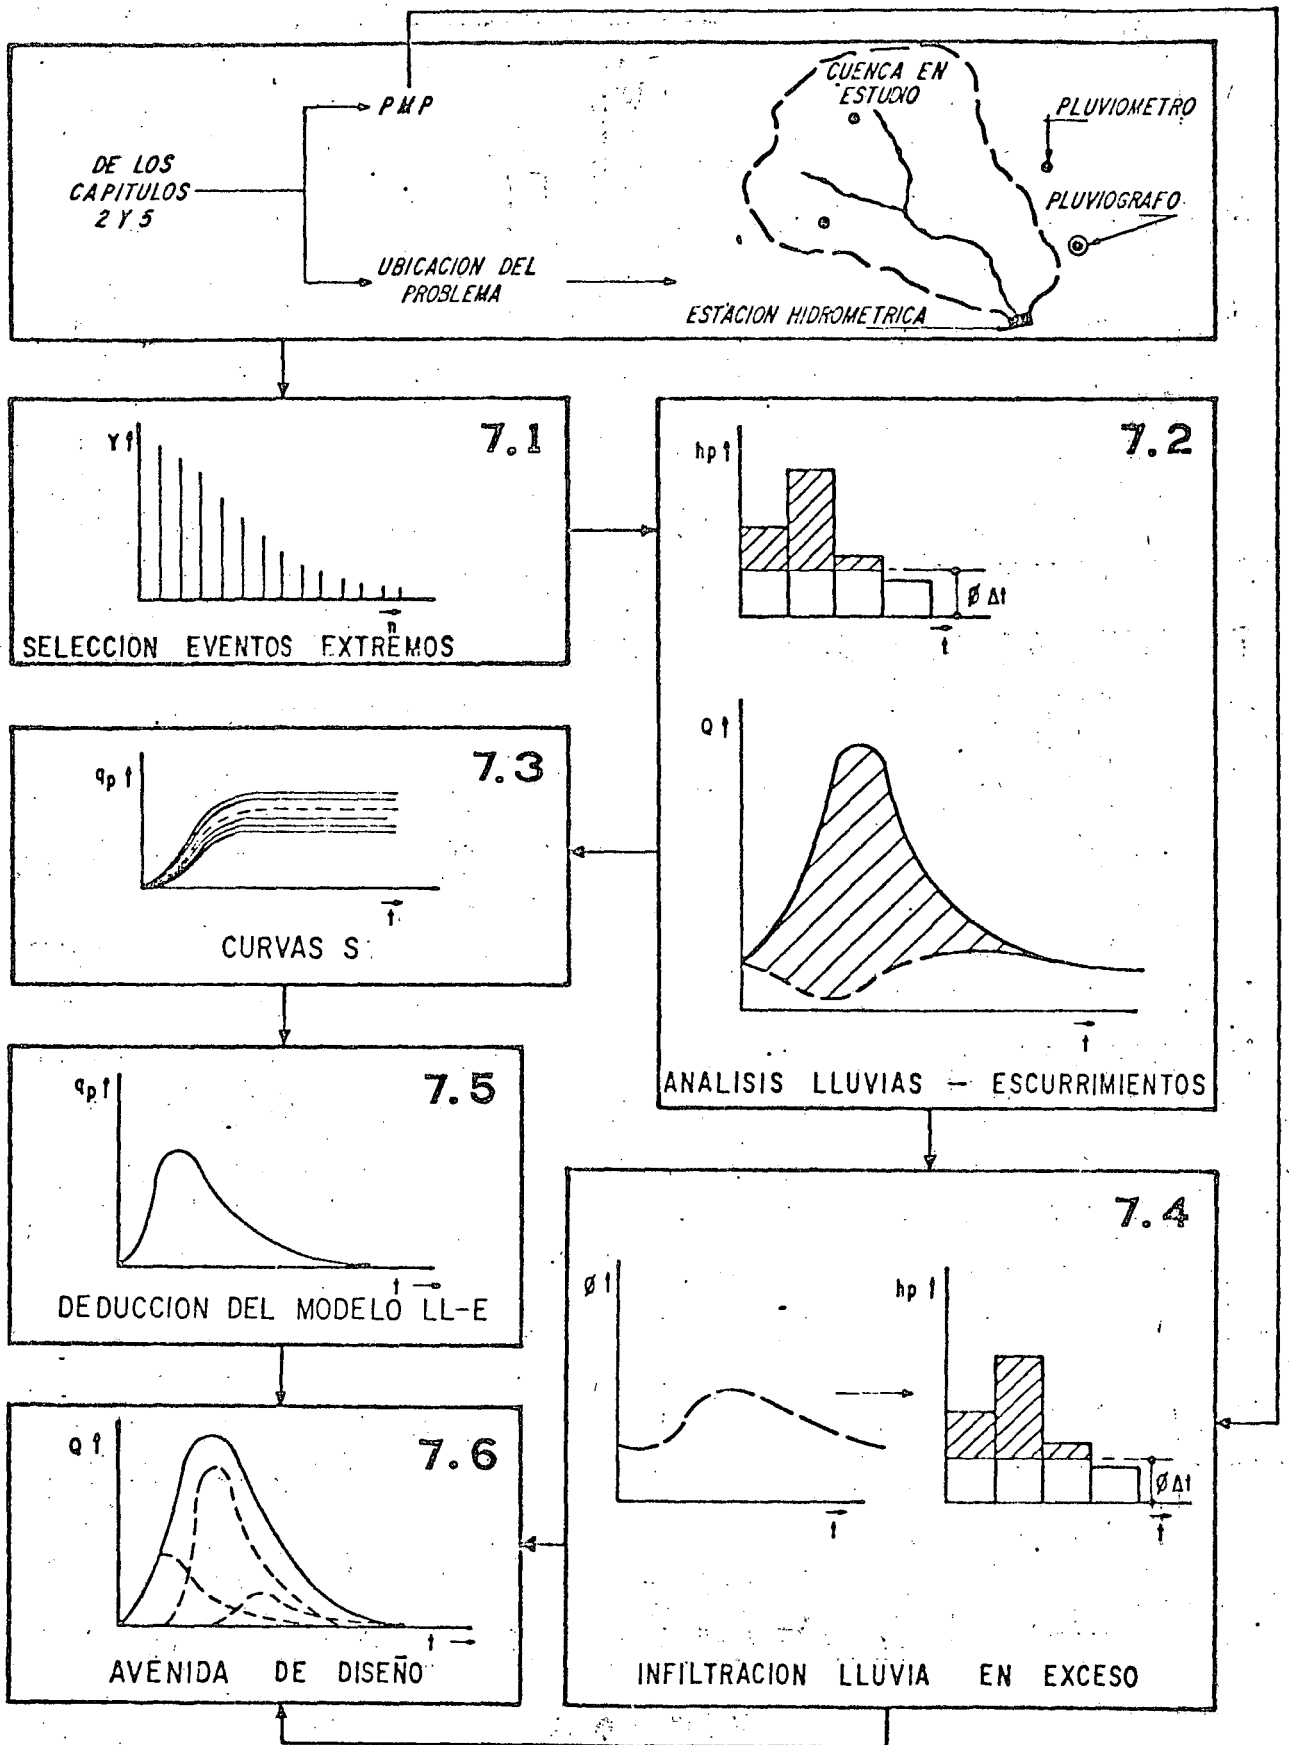 PMP
DE LOS
CAPITULOS
2 Y 5
UBICACION DEL
PROBLEMA
CUENCA EN
ESTUDIO
PLUVIOMETRO
PLUVIOGRAFO
ESTACION HIDROMETRICA
7.1
Y
n
SELECCION EVENTOS EXTREMOS
7.2
hp
Ø Δt
t
Q
t
ANALISIS LLUVIAS - ESCURRIMIENTOS
7.3
qp
t
CURVAS S
7.5
qp
t
DEDUCCION DEL MODELO LL-E
7.4
Ø
t
hp
Ø Δt
t
INFILTRACION LLUVIA EN EXCESO
7.6
Q
t
AVENIDA DE DISEÑO